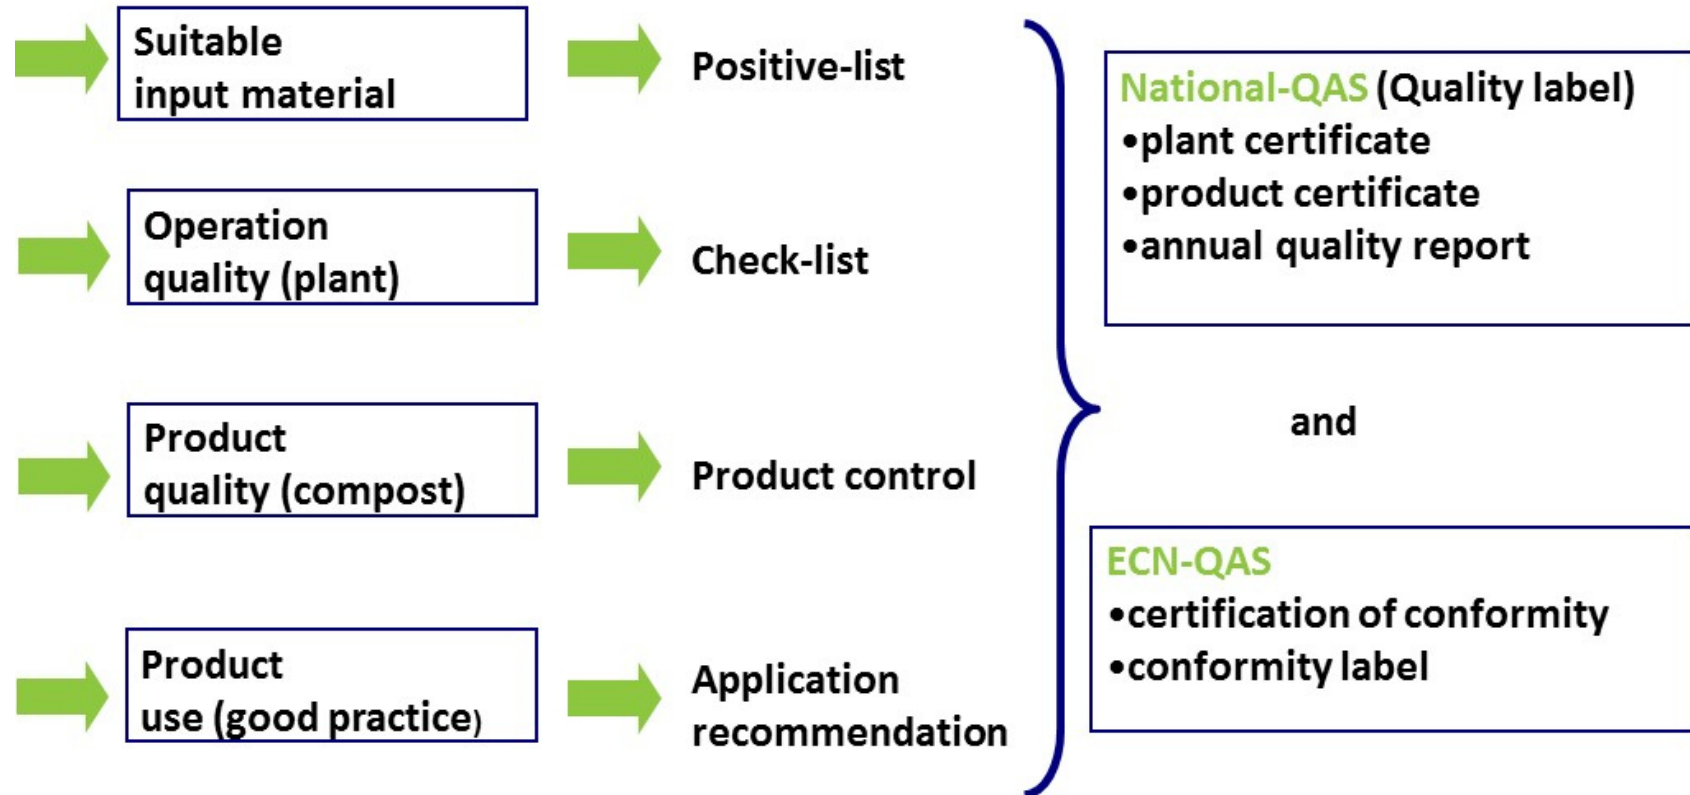 Suitable
input material
Positive-list
Operation
quality (plant)
Check-list
Product
quality (compost)
Product control
Product
use (good practice)
Application
recommendation
National-QAS (Quality label)
•plant certificate
•product certificate
•annual quality report
and
ECN-QAS
•certification of conformity
•conformity label